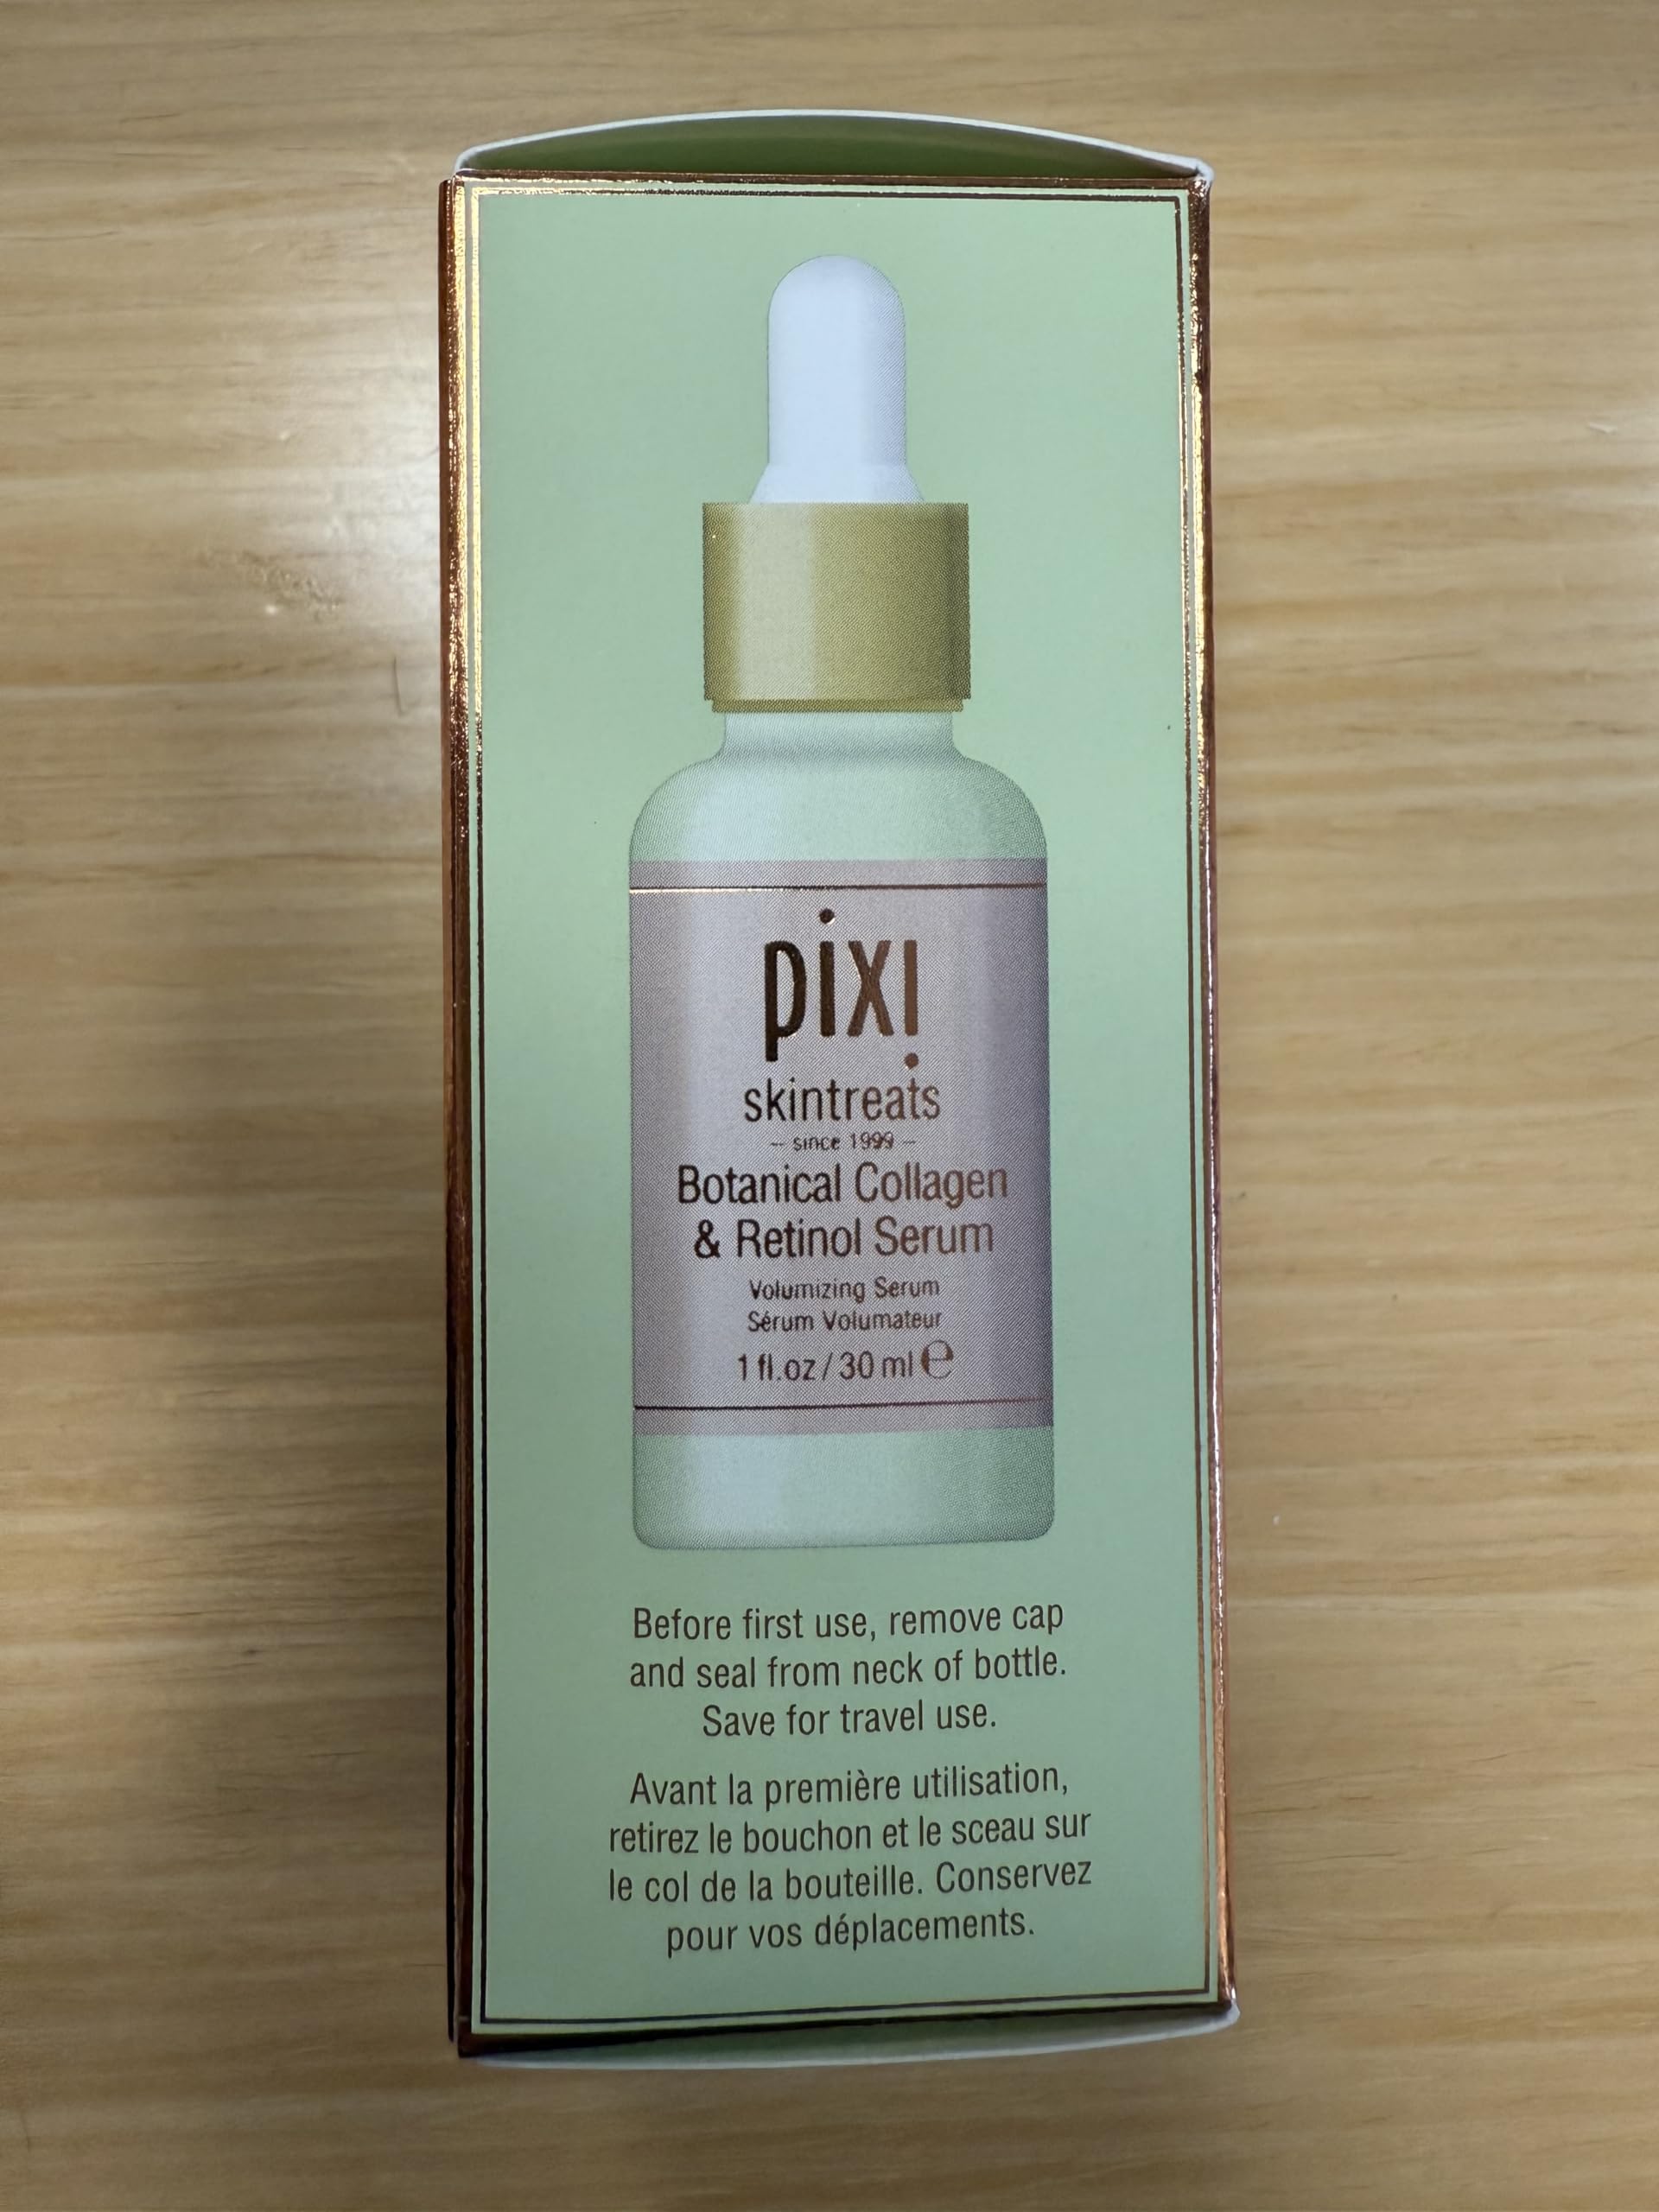 pixi
skintreats
– since 1999 –
Botanical Collagen
& Retinol Serum
Volumizing Serum
Sérum Volumateur
1 fl.oz / 30 ml ℮
Before first use, remove cap
and seal from neck of bottle.
Save for travel use.
Avant la première utilisation,
retirez le bouchon et le sceau sur
le col de la bouteille. Conservez
pour vos déplacements.